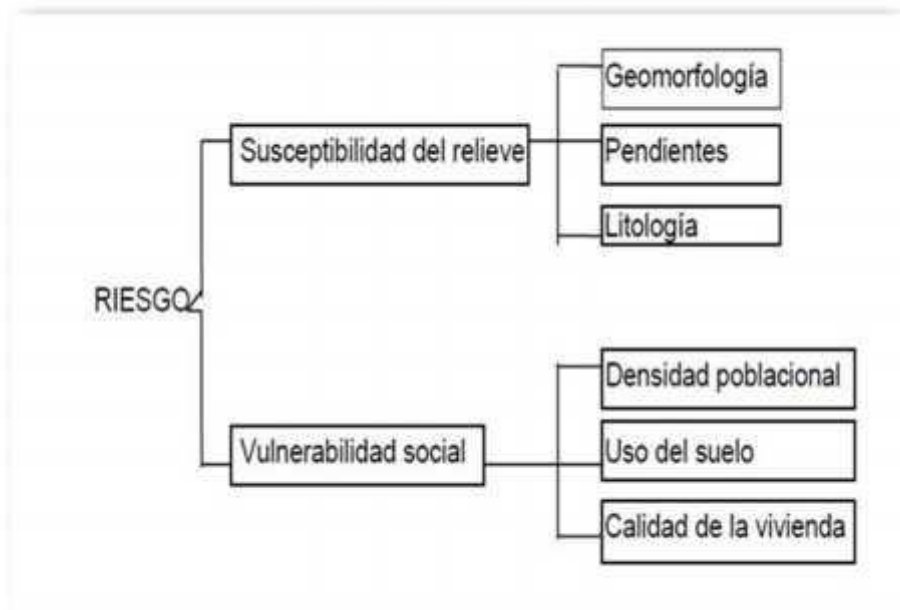 Geomorfología
Susceptibilidad del relieve
Pendientes
Litología
RIESGO
Densidad poblacional
Vulnerabilidad social
Uso del suelo
Calidad de la vivienda